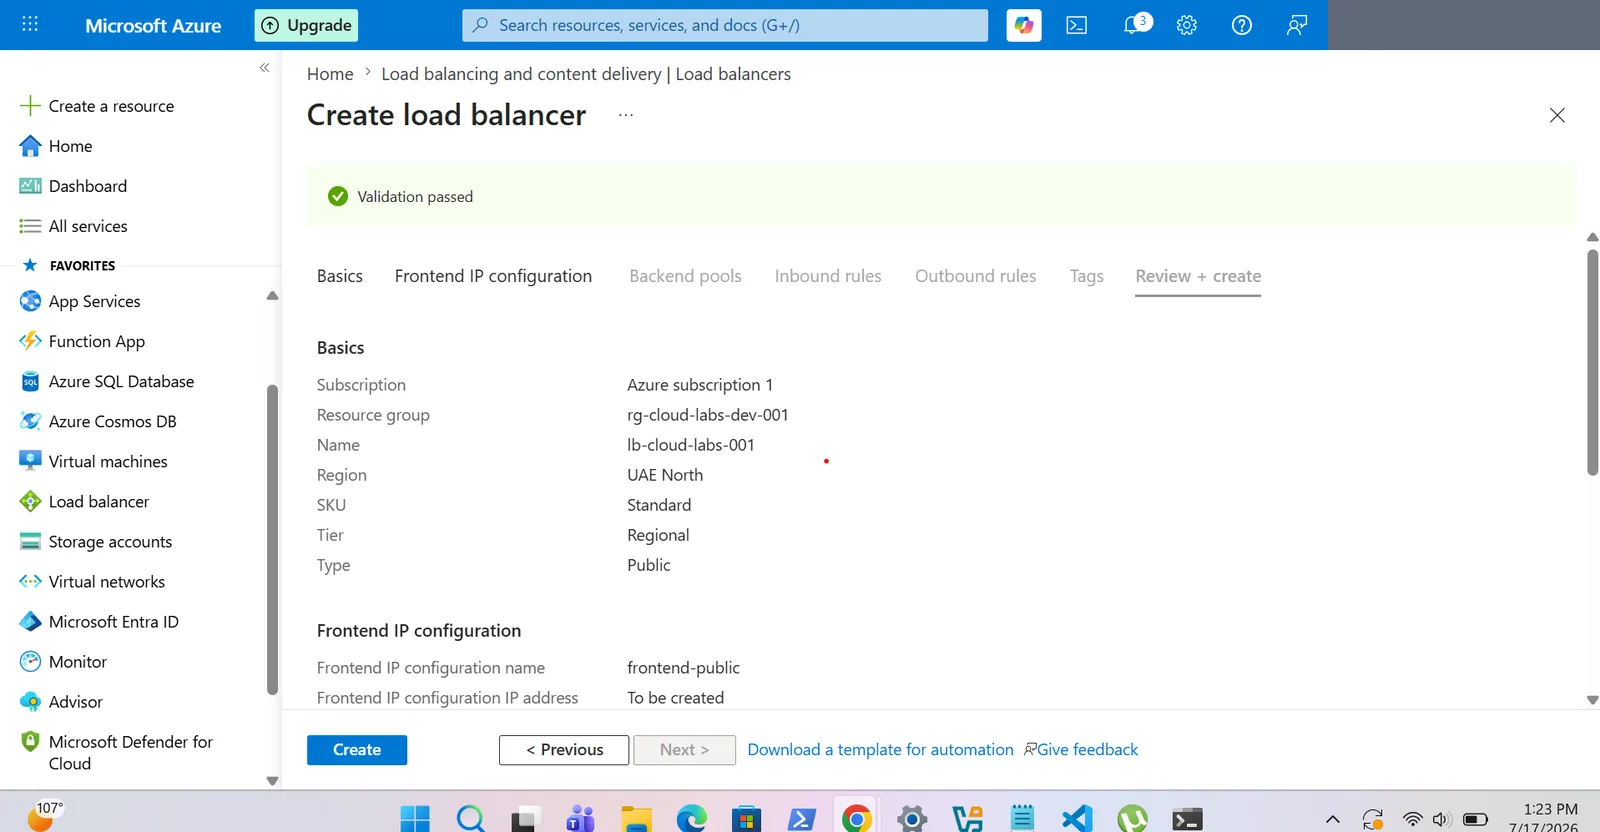 Microsoft Azure
Upgrade
Search resources, services, and docs (G+/)
3
Home > Load balancing and content delivery | Load balancers
Create load balancer
...
Create a resource
Home
Dashboard
All services
FAVORITES
App Services
Function App
SQL
Azure SQL Database
Azure Cosmos DB
Virtual machines
Load balancer
Storage accounts
Virtual networks
Microsoft Entra ID
Monitor
Advisor
Microsoft Defender for
Cloud
Validation passed
Basics Frontend IP configuration Backend pools Inbound rules Outbound rules Tags Review + create
Basics
Subscription Azure subscription 1
Resource group rg-cloud-labs-dev-001
Name lb-cloud-labs-001
Region UAE North
SKU Standard
Tier Regional
Type Public
Frontend IP configuration
Frontend IP configuration name frontend-public
Frontend IP configuration IP address To be created
Create
< Previous
Next >
Download a template for automation
Give feedback
107°
1:23 PM
7/17/2026